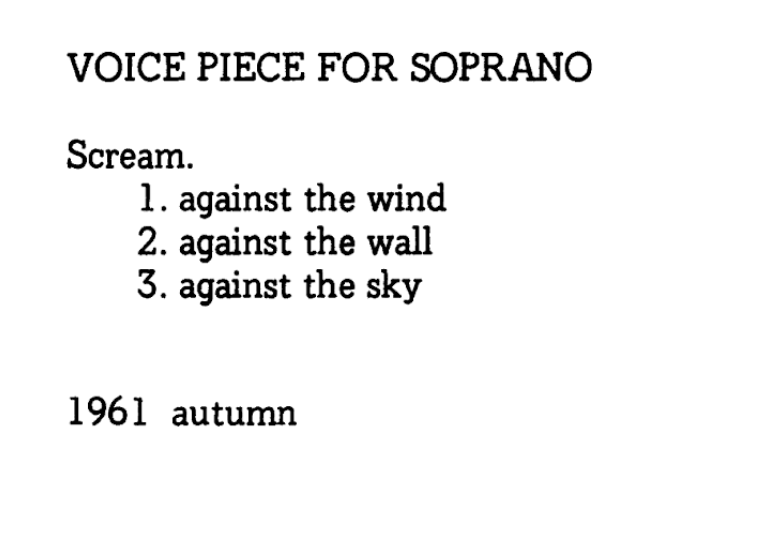 VOICE PIECE FOR SOPRANO
Scream.
1. against the wind
2. against the wall
3. against the sky
1961 autumn